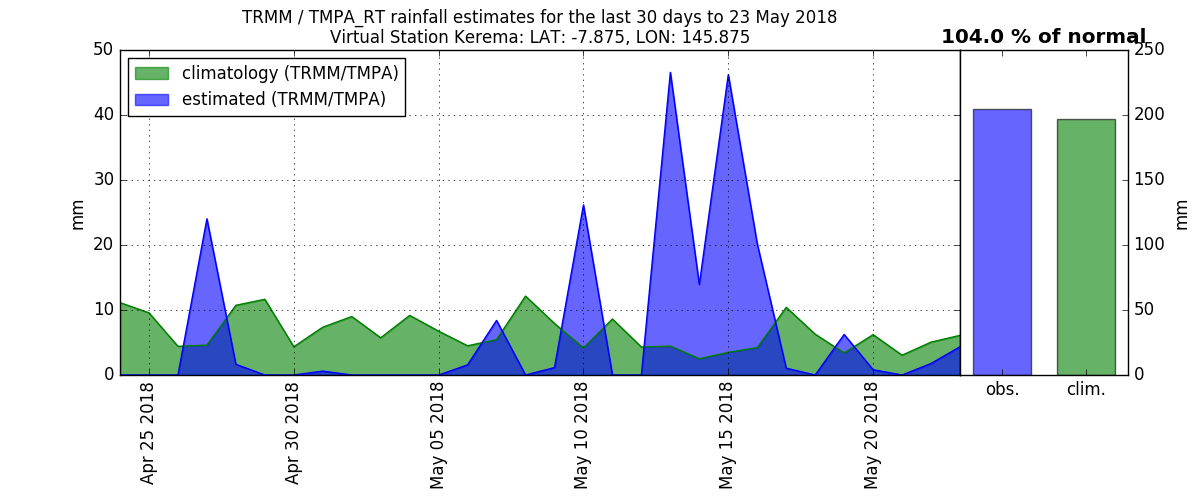 TRMM / TMPA_RT rainfall estimates for the last 30 days to 23 May 2018
Virtual Station Kerema: LAT: -7.875, LON: 145.875
104.0 % of normal
climatology (TRMM/TMPA)
estimated (TRMM/TMPA)
50
40
30
20
10
0
mm
250
200
150
100
50
0
mm
Apr 25 2018
Apr 30 2018
May 05 2018
May 10 2018
May 15 2018
May 20 2018
obs.
clim.